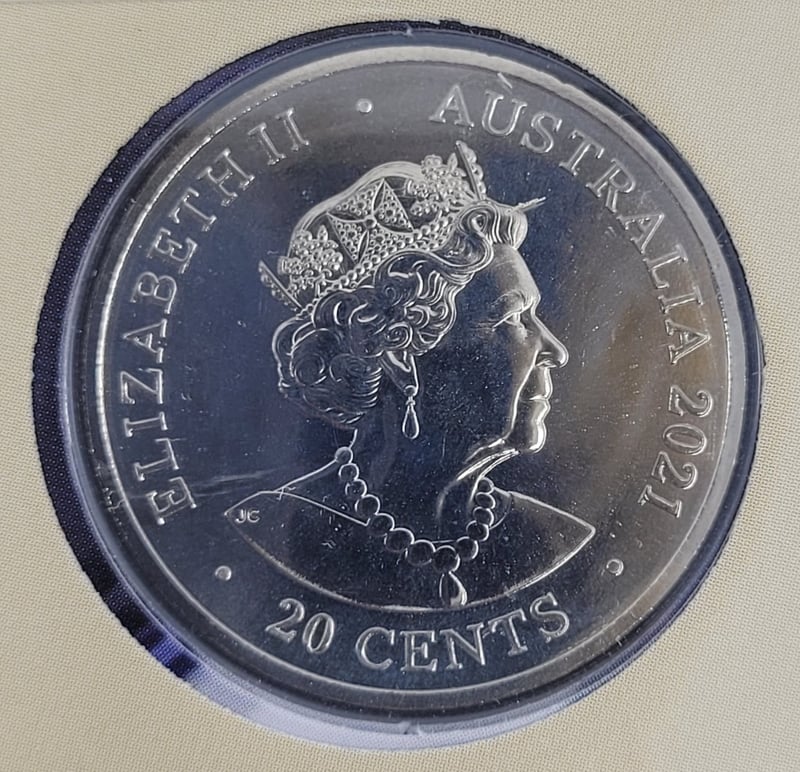 ELIZABETH II • AUSTRALIA 2021 •
20 CENTS •
JC